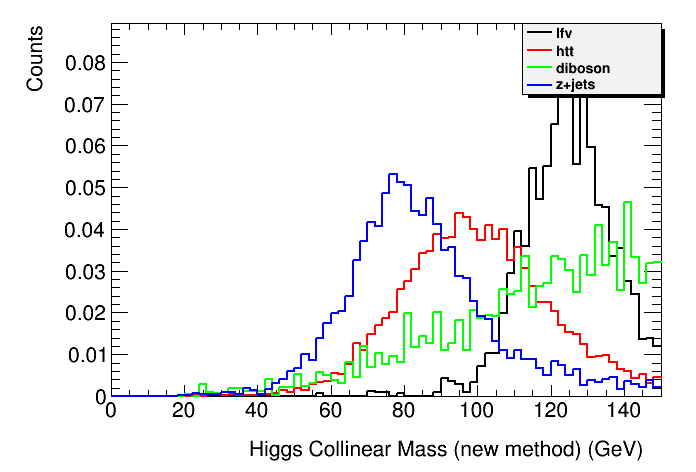 Counts
lfv
htt
diboson
z+jets
0.08
0.07
0.06
0.05
0.04
0.03
0.02
0.01
0
0 20 40 60 80 100 120 140
Higgs Collinear Mass (new method) (GeV)